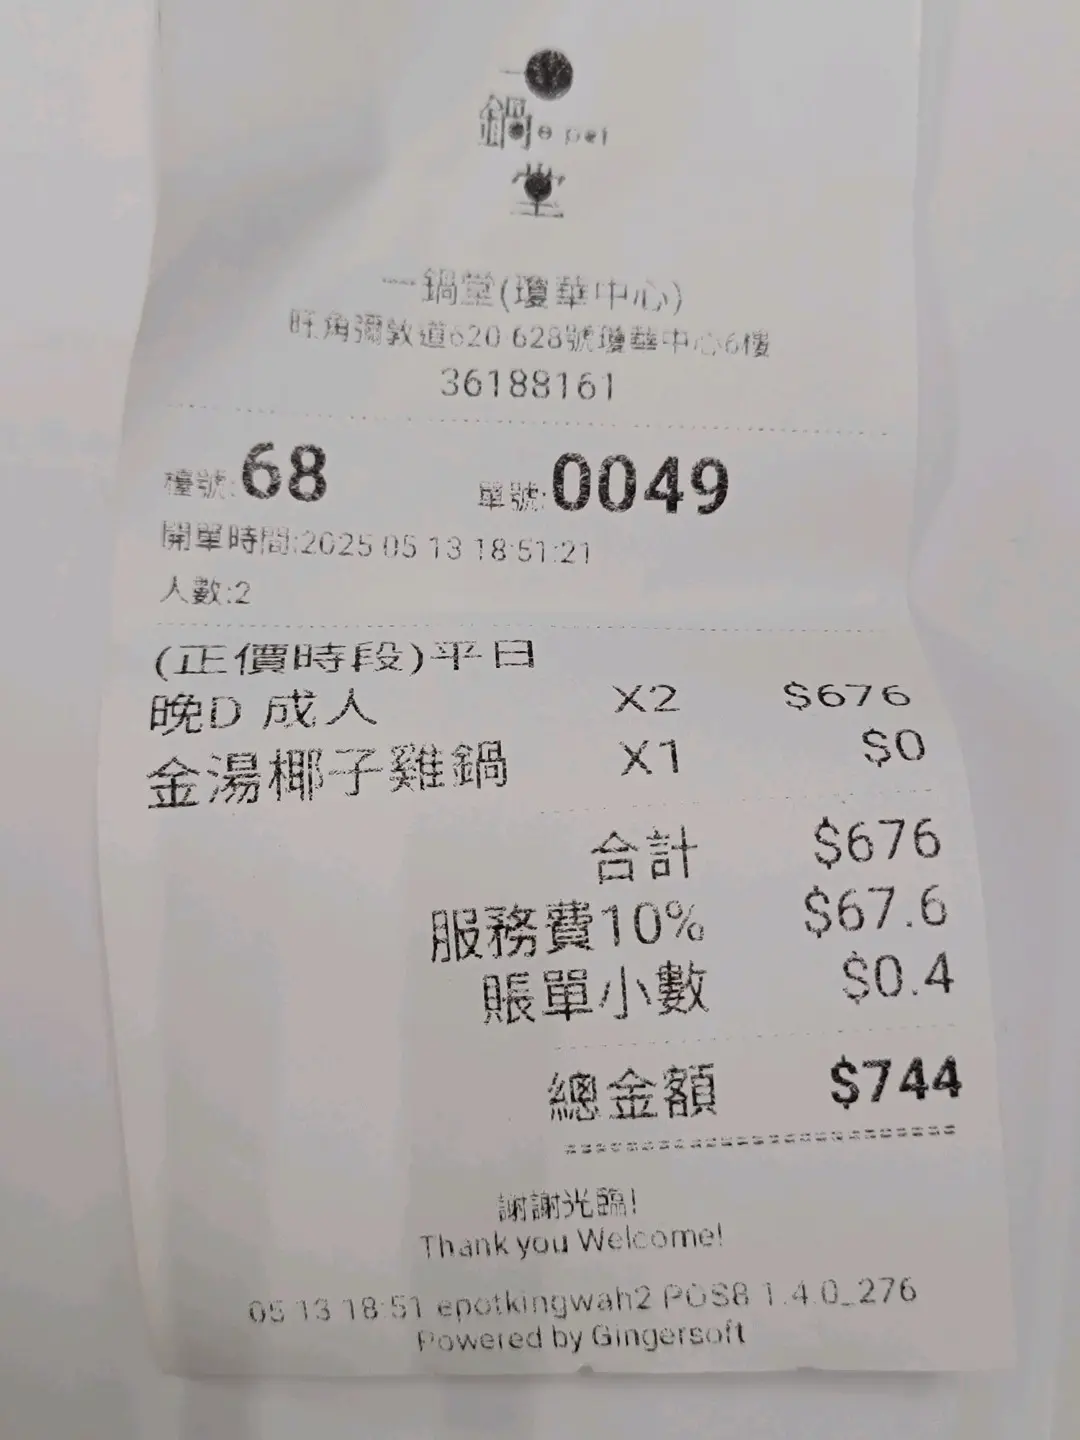 一
鍋 e pot
堂
一鍋堂(瓊華中心)
旺角彌敦道620-628號瓊華中心6樓
36188161
檯號:68 單號:0049
開單時間:2025-05-13 18:51:21
人數:2
(正價時段)平日
晚D 成人 X2 $676
金湯椰子雞鍋 X1 $0
合計 $676
服務費10% $67.6
賬單小數 $0.4
總金額 $744
謝謝光臨!
Thank you Welcome!
05-13 18:51 epotkingwah2 POS8 1.4.0_276
Powered by Gingersoft